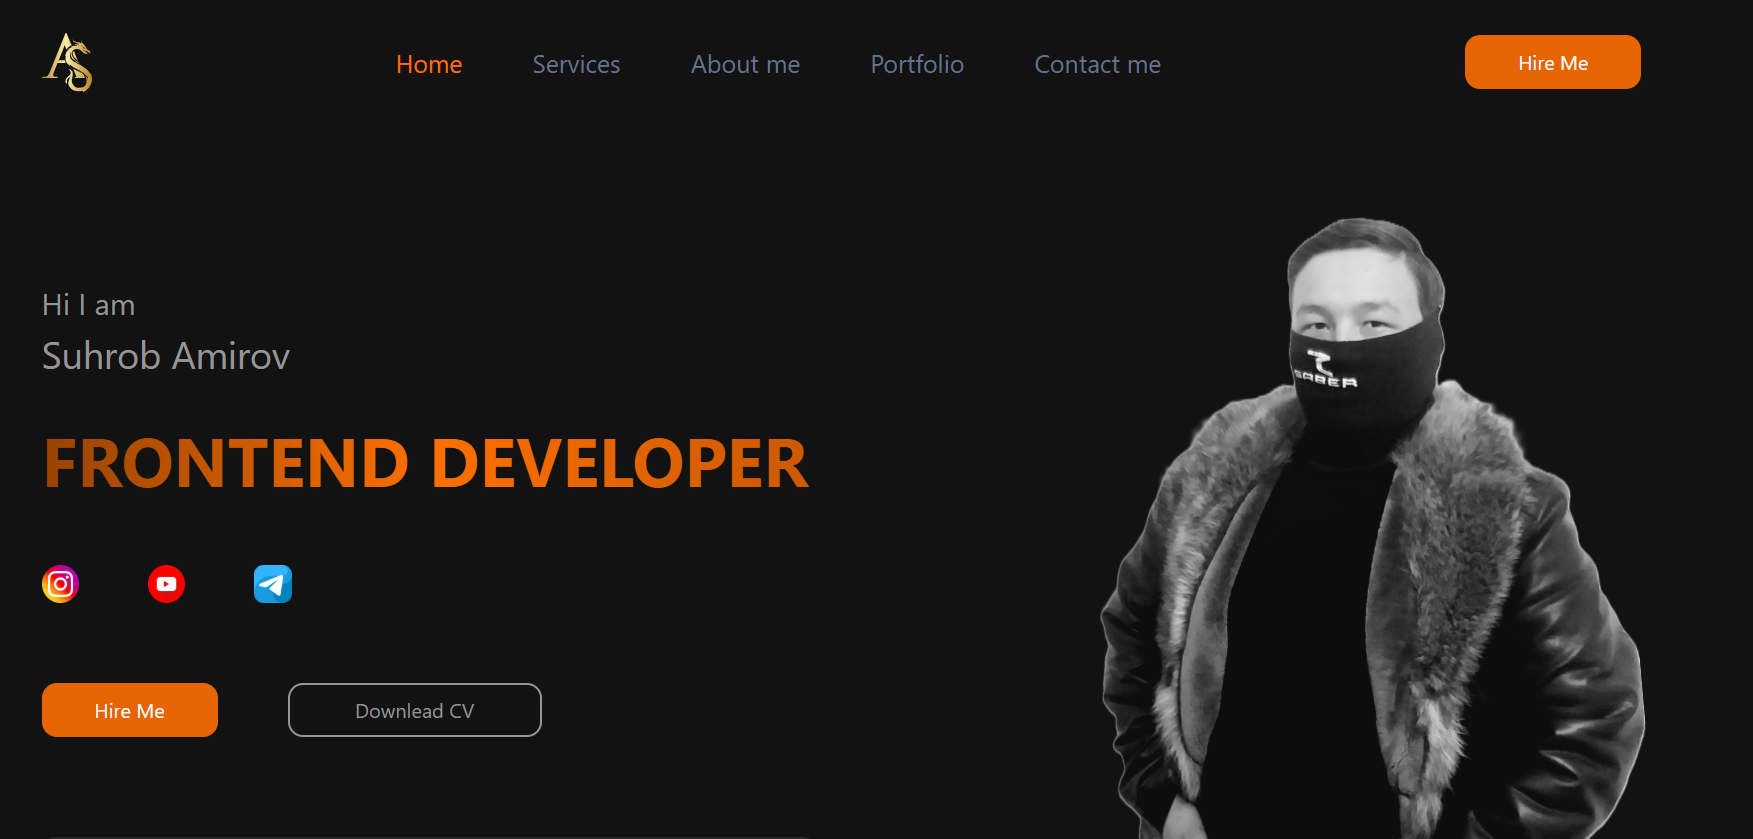 AS
Home Services About me Portfolio Contact me
Hire Me
Hi I am
Suhrob Amirov
FRONTEND DEVELOPER
SABER
Hire Me
Downlead CV